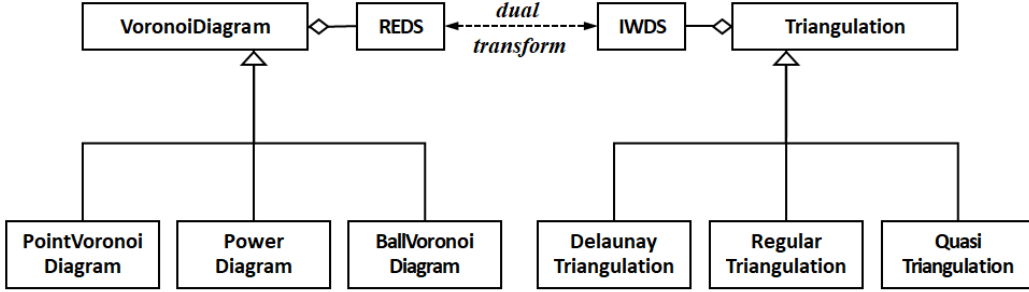 VoronoiDiagram
REDS
dual
transform
IWDS
Triangulation
PointVoronoi
Diagram
Power
Diagram
BallVoronoi
Diagram
Delaunay
Triangulation
Regular
Triangulation
Quasi
Triangulation